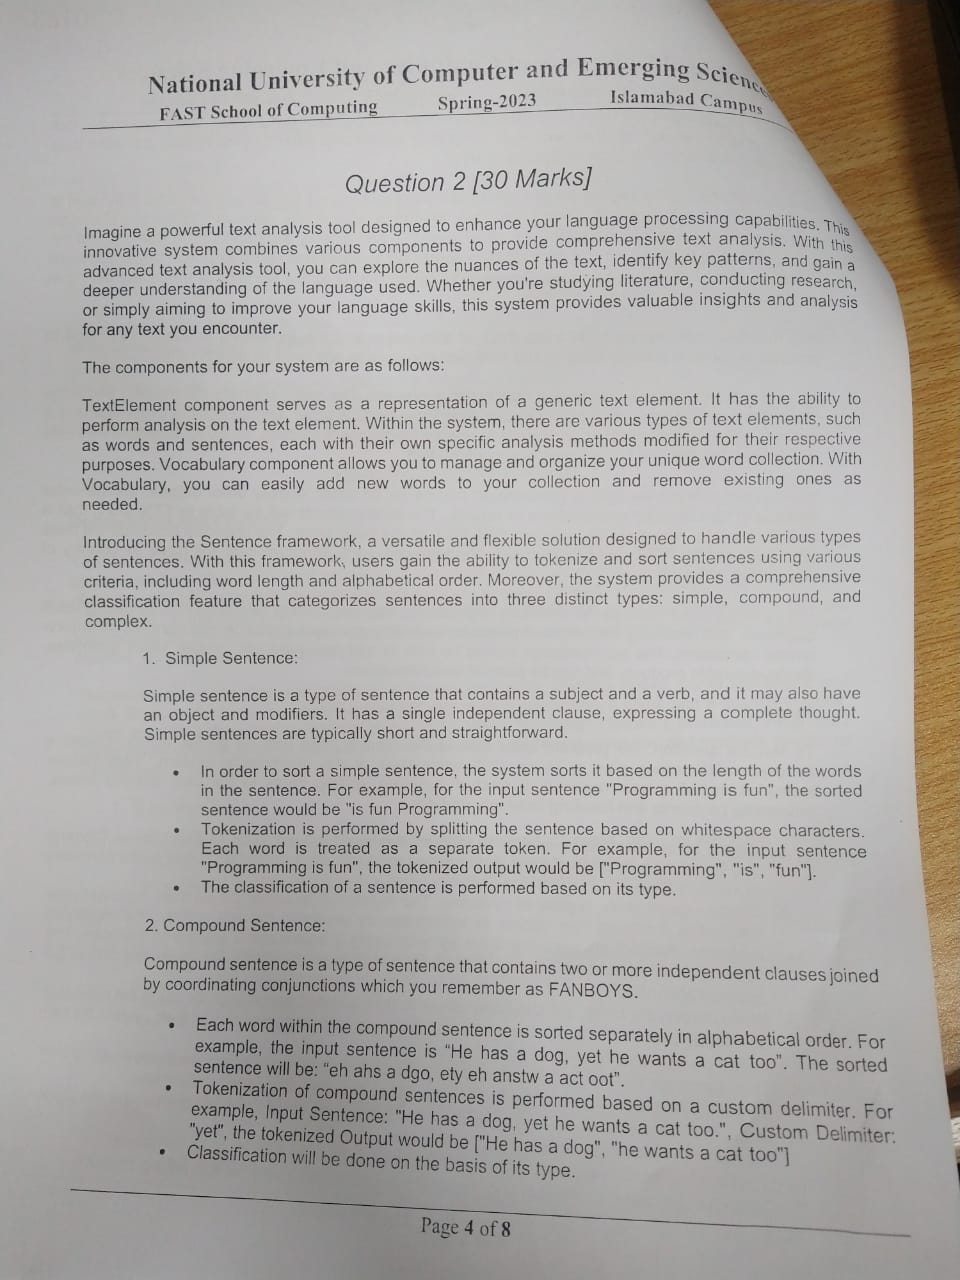 National University of Computer and Emerging Sciences
FAST School of Computing Spring-2023 Islamabad Campus
Question 2 [30 Marks]
Imagine a powerful text analysis tool designed to enhance your language processing capabilities. This
innovative system combines various components to provide comprehensive text analysis. With this
advanced text analysis tool, you can explore the nuances of the text, identify key patterns, and gain a
deeper understanding of the language used. Whether you're studying literature, conducting research,
or simply aiming to improve your language skills, this system provides valuable insights and analysis
for any text you encounter.
The components for your system are as follows:
TextElement component serves as a representation of a generic text element. It has the ability to
perform analysis on the text element. Within the system, there are various types of text elements, such
as words and sentences, each with their own specific analysis methods modified for their respective
purposes. Vocabulary component allows you to manage and organize your unique word collection. With
Vocabulary, you can easily add new words to your collection and remove existing ones as
needed.
Introducing the Sentence framework, a versatile and flexible solution designed to handle various types
of sentences. With this framework, users gain the ability to tokenize and sort sentences using various
criteria, including word length and alphabetical order. Moreover, the system provides a comprehensive
classification feature that categorizes sentences into three distinct types: simple, compound, and
complex.
1. Simple Sentence:
Simple sentence is a type of sentence that contains a subject and a verb, and it may also have
an object and modifiers. It has a single independent clause, expressing a complete thought.
Simple sentences are typically short and straightforward.
• In order to sort a simple sentence, the system sorts it based on the length of the words
in the sentence. For example, for the input sentence "Programming is fun", the sorted
sentence would be "is fun Programming".
• Tokenization is performed by splitting the sentence based on whitespace characters.
Each word is treated as a separate token. For example, for the input sentence
"Programming is fun", the tokenized output would be ["Programming", "is", "fun"].
• The classification of a sentence is performed based on its type.
2. Compound Sentence:
Compound sentence is a type of sentence that contains two or more independent clauses joined
by coordinating conjunctions which you remember as FANBOYS.
• Each word within the compound sentence is sorted separately in alphabetical order. For
example, the input sentence is “He has a dog, yet he wants a cat too”. The sorted
sentence will be: “eh ahs a dgo, ety eh anstw a act oot”.
• Tokenization of compound sentences is performed based on a custom delimiter. For
example, Input Sentence: "He has a dog, yet he wants a cat too.", Custom Delimiter:
"yet", the tokenized Output would be ["He has a dog", "he wants a cat too"]
• Classification will be done on the basis of its type.
Page 4 of 8